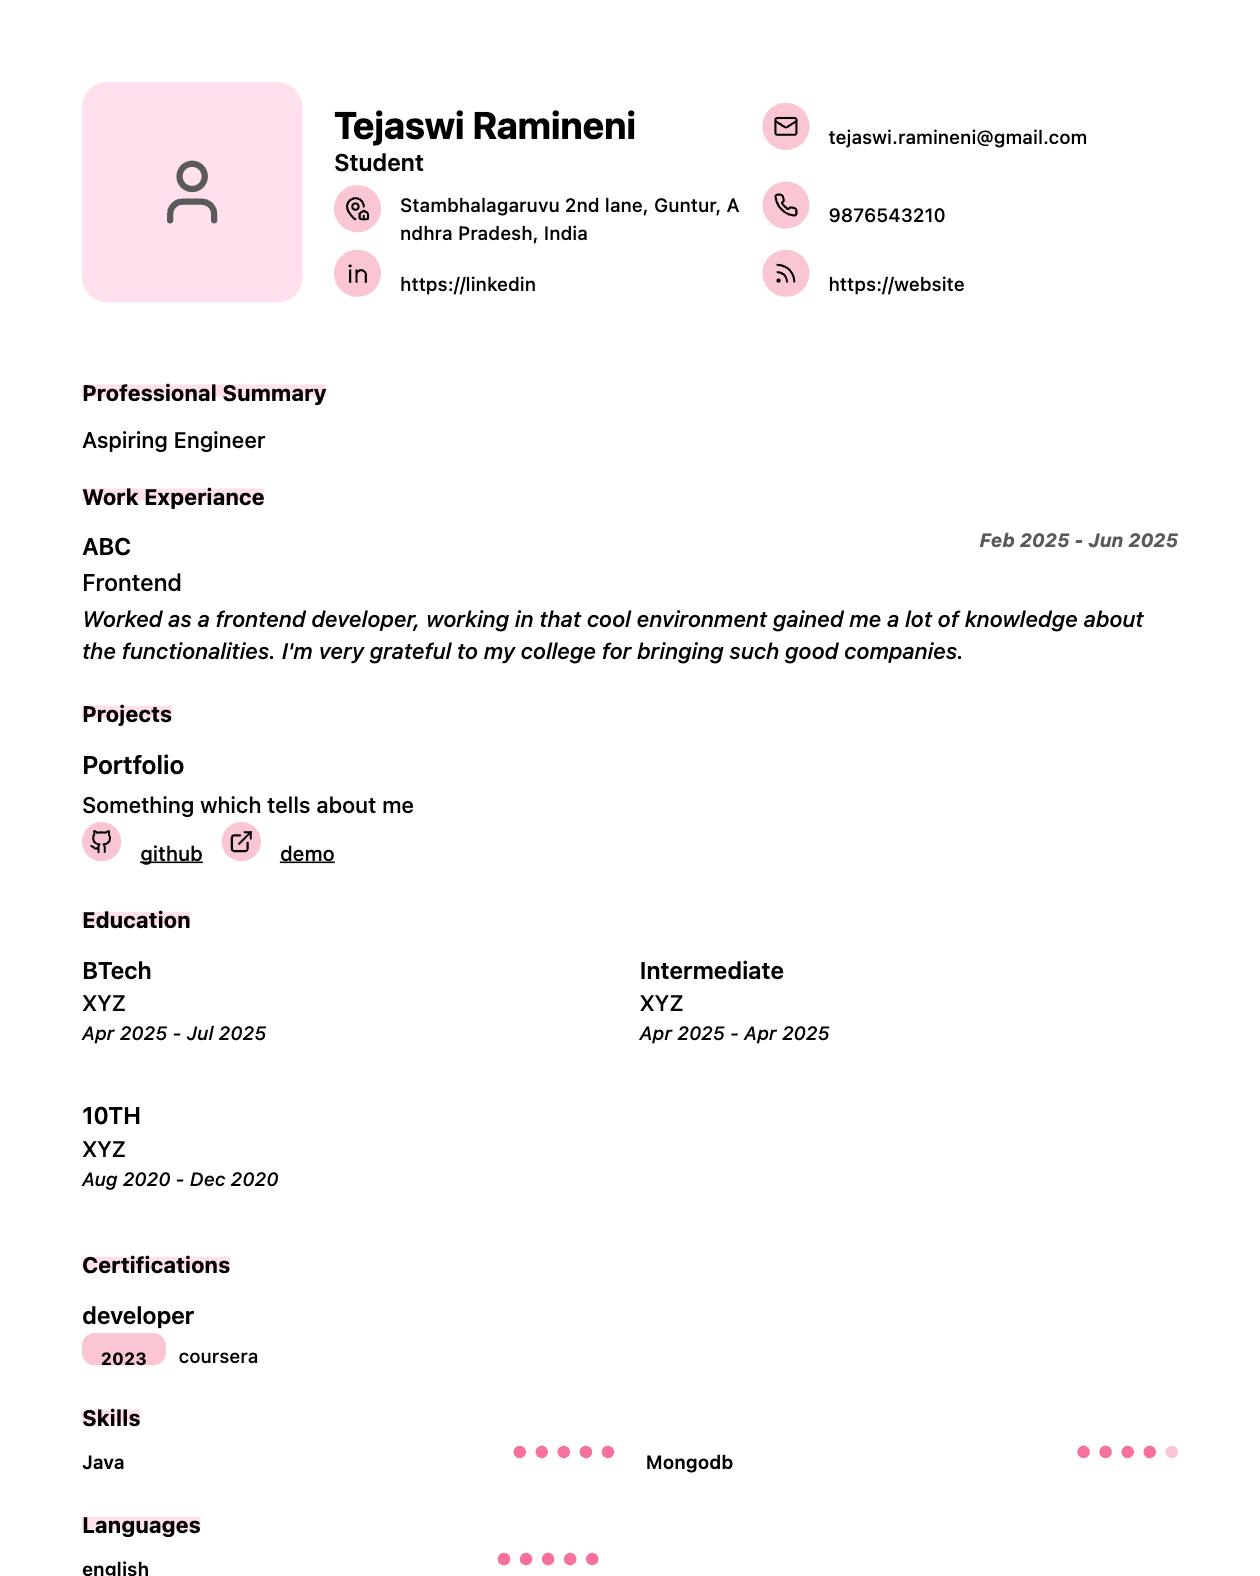 Tejaswi Ramineni
Student
Stambhalagaruvu 2nd lane, Guntur, A
ndhra Pradesh, India
https://linkedin
tejaswi.ramineni@gmail.com
9876543210
https://website
Professional Summary
Aspiring Engineer
Work Experiance
ABC
Feb 2025 - Jun 2025
Frontend
Worked as a frontend developer, working in that cool environment gained me a lot of knowledge about
the functionalities. I'm very grateful to my college for bringing such good companies.
Projects
Portfolio
Something which tells about me
github demo
Education
BTech
XYZ
Apr 2025 - Jul 2025
Intermediate
XYZ
Apr 2025 - Apr 2025
10TH
XYZ
Aug 2020 - Dec 2020
Certifications
developer
2023 coursera
Skills
Java
Mongodb
Languages
english